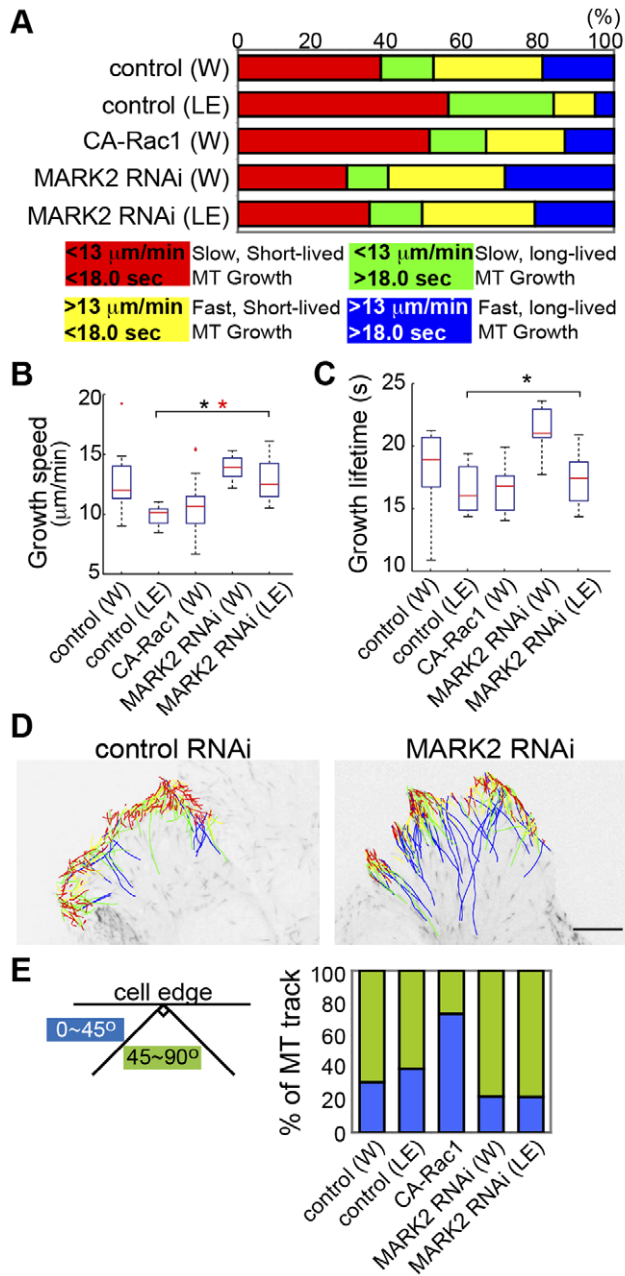 A
(%)
0 20 40 60 80 100
control (W)
control (LE)
CA-Rac1 (W)
MARK2 RNAi (W)
MARK2 RNAi (LE)
<13 μm/min Slow, Short-lived
<18.0 sec MT Growth
<13 μm/min Slow, long-lived
>18.0 sec MT Growth
>13 μm/min Fast, Short-lived
<18.0 sec MT Growth
>13 μm/min Fast, long-lived
>18.0 sec MT Growth
B
Growth speed
(μm/min)
20
15
10
5
* *
control (W)
control (LE)
CA-Rac1 (W)
MARK2 RNAi (W)
MARK2 RNAi (LE)
C
Growth lifetime (s)
25
20
15
10
*
control (W)
control (LE)
CA-Rac1 (W)
MARK2 RNAi (W)
MARK2 RNAi (LE)
D
control RNAi
MARK2 RNAi
E
cell edge
0~45º
45~90º
% of MT track
100
80
60
40
20
0
control (W)
control (LE)
CA-Rac1
MARK2 RNAi (W)
MARK2 RNAi (LE)